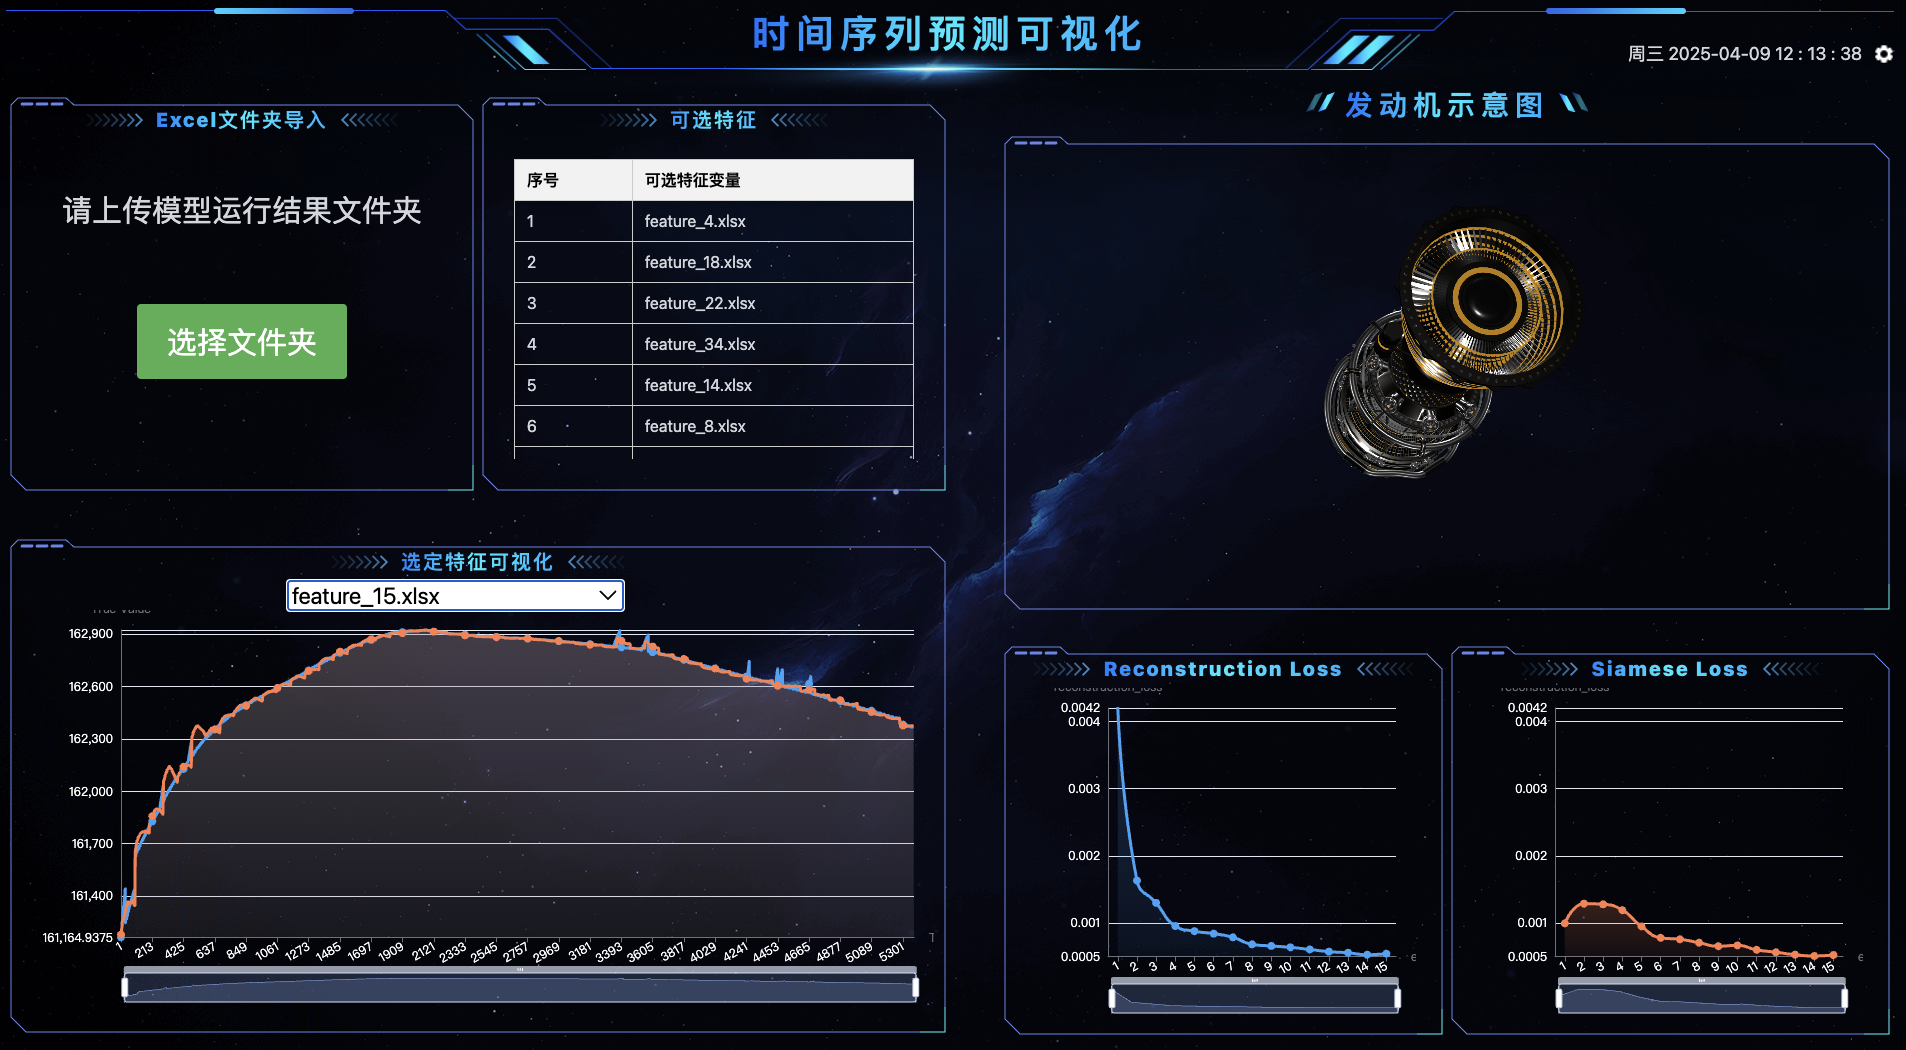 时间序列预测可视化
周三 2025-04-09 12 : 13 : 38
Excel文件夹导入
请上传模型运行结果文件夹
选择文件夹
可选特征
序号 可选特征变量
1 feature_4.xlsx
2 feature_18.xlsx
3 feature_22.xlsx
4 feature_34.xlsx
5 feature_14.xlsx
6 feature_8.xlsx
发动机示意图
选定特征可视化
feature_15.xlsx
True Value
162,900
162,600
162,300
162,000
161,700
161,400
161,164.9375
1 213 425 637 849 1061 1273 1485 1697 1909 2121 2333 2545 2757 2969 3181 3393 3605 3817 4029 4241 4453 4665 4877 5089 5301
Reconstruction Loss
reconstruction_loss
0.0042
0.004
0.003
0.002
0.001
0.0005
1 2 3 4 5 6 7 8 9 10 11 12 13 14 15
e
Siamese Loss
reconstruction_loss
0.0042
0.004
0.003
0.002
0.001
0.0005
1 2 3 4 5 6 7 8 9 10 11 12 13 14 15
e